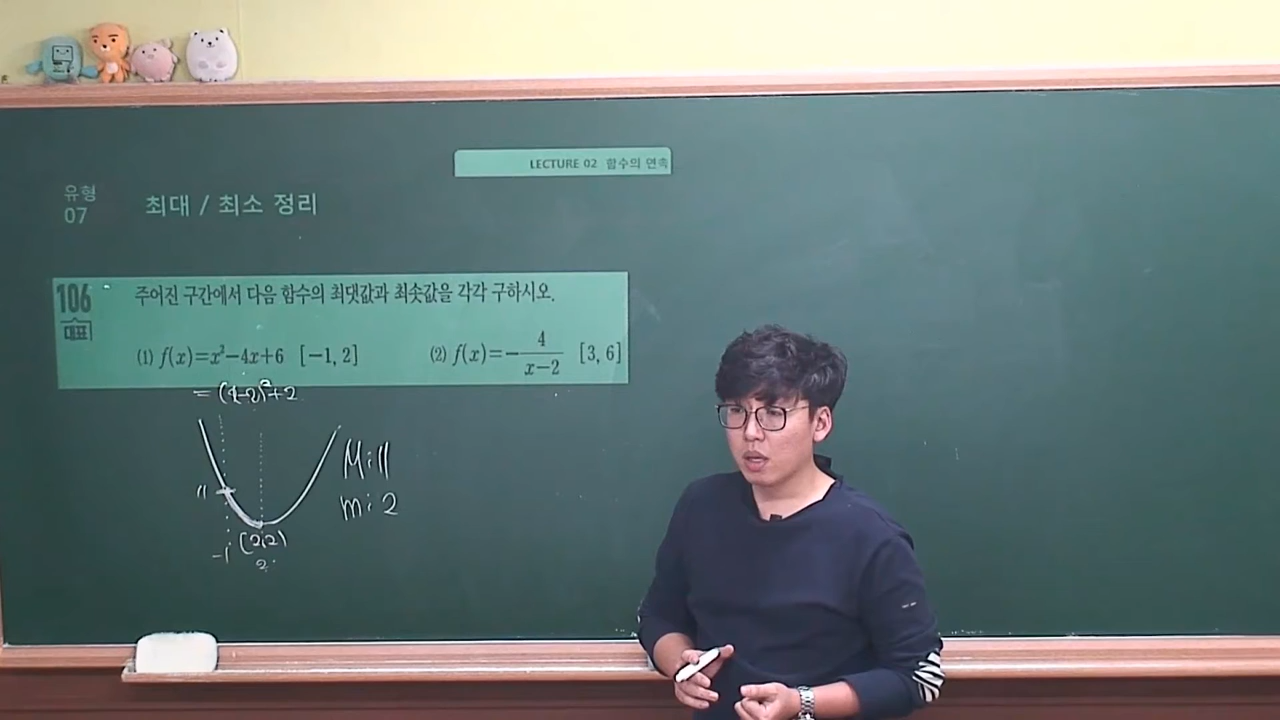 LECTURE 02 함수의 연속
유형
07
최대 / 최소 정리
106
대표
주어진 구간에서 다음 함수의 최댓값과 최솟값을 각각 구하시오.
(1) f(x)=x²-4x+6 [-1, 2]
(2) f(x)=-\frac{4}{x-2} [3, 6]
= (x-2)²+2
M:11
m:2
11
-1
(2,2)
2